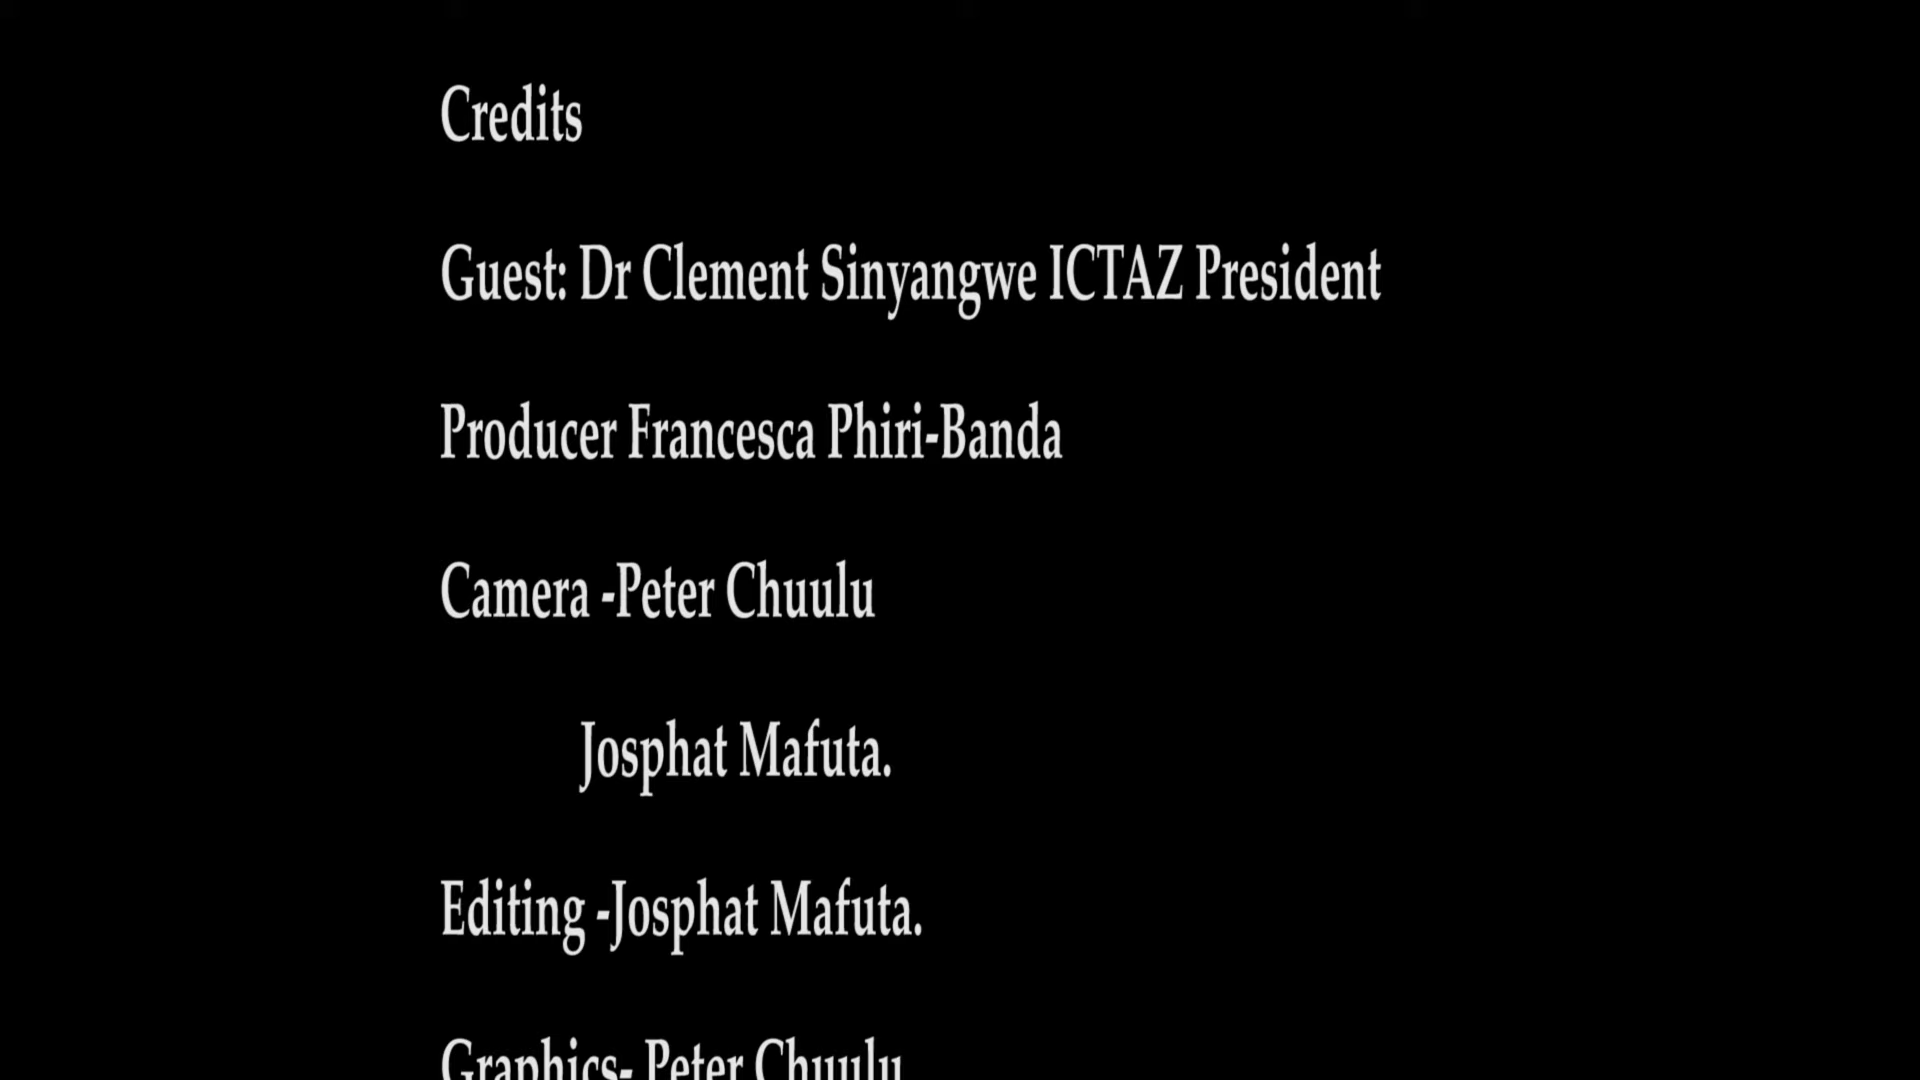 Credits
Guest: Dr Clement Sinyangwe ICTAZ President
Producer Francesca Phiri-Banda
Camera -Peter Chuulu
Josphat Mafuta.
Editing -Josphat Mafuta.
Graphics- Peter Chuulu